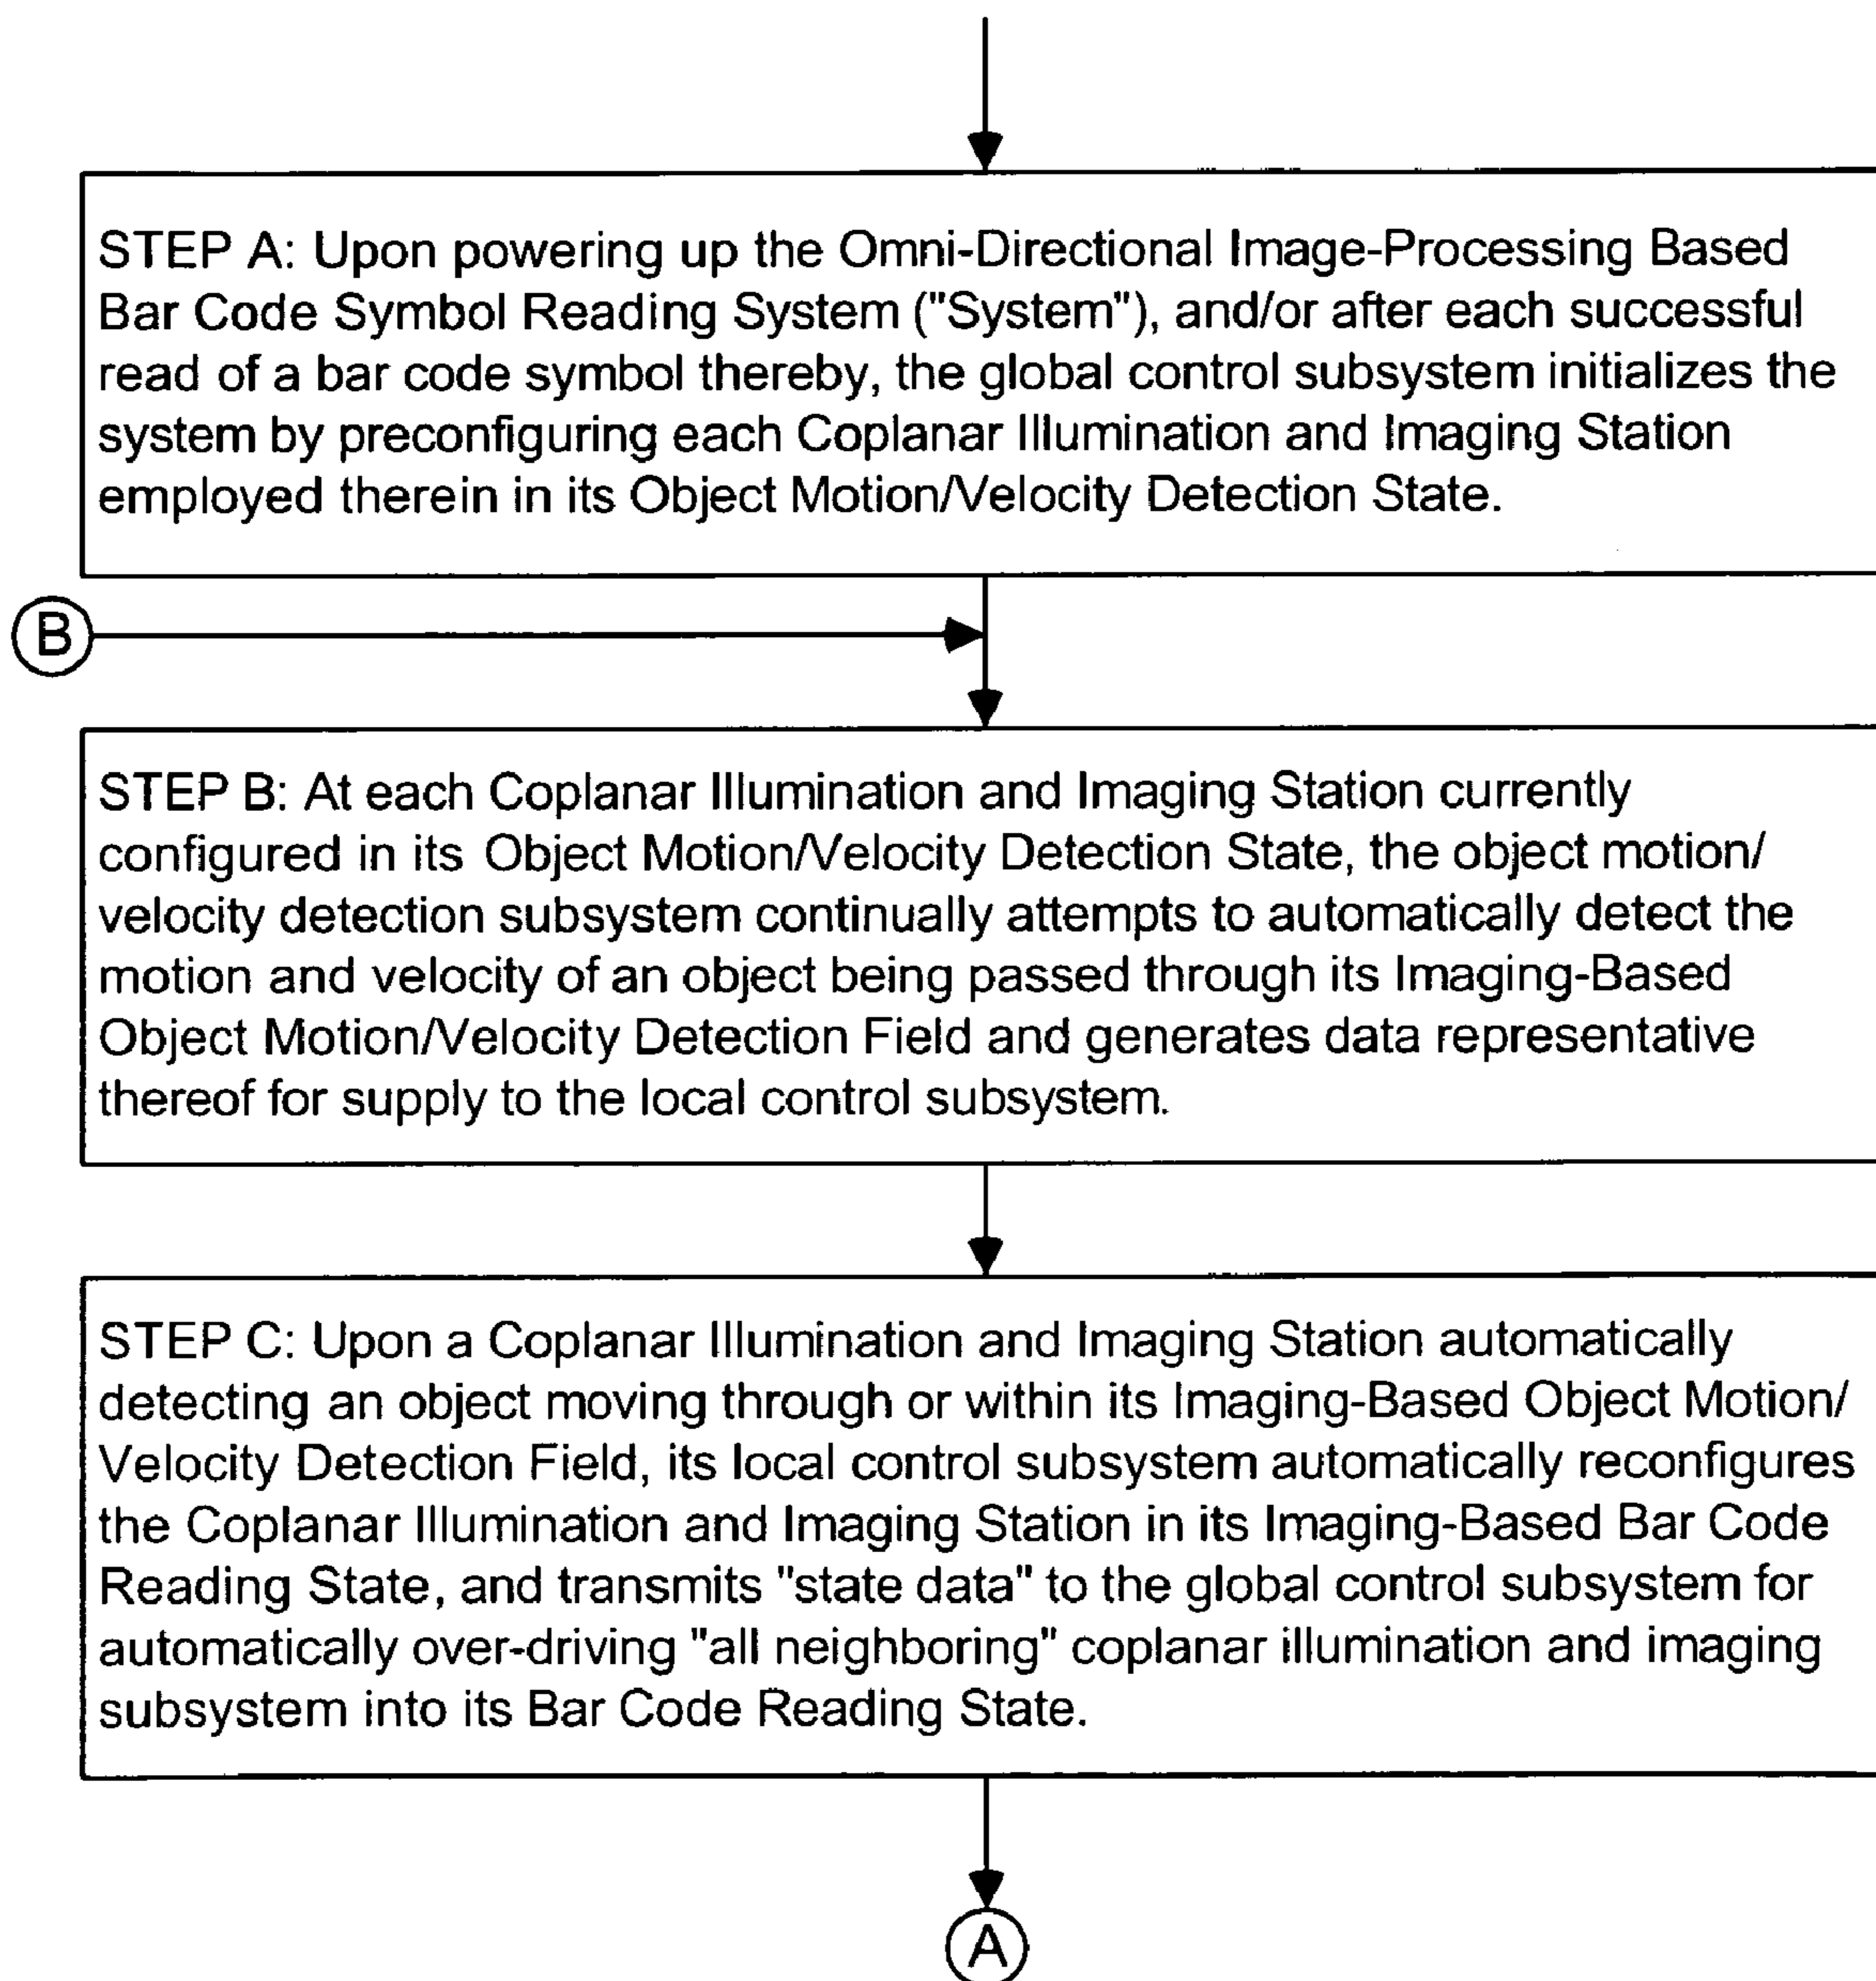 STEP A: Upon powering up the Omni-Directional Image-Processing Based
Bar Code Symbol Reading System ("System"), and/or after each successful
read of a bar code symbol thereby, the global control subsystem initializes the
system by preconfiguring each Coplanar Illumination and Imaging Station
employed therein in its Object Motion/Velocity Detection State.
B
STEP B: At each Coplanar Illumination and Imaging Station currently
configured in its Object Motion/Velocity Detection State, the object motion/
velocity detection subsystem continually attempts to automatically detect the
motion and velocity of an object being passed through its Imaging-Based
Object Motion/Velocity Detection Field and generates data representative
thereof for supply to the local control subsystem.
STEP C: Upon a Coplanar Illumination and Imaging Station automatically
detecting an object moving through or within its Imaging-Based Object Motion/
Velocity Detection Field, its local control subsystem automatically reconfigures
the Coplanar Illumination and Imaging Station in its Imaging-Based Bar Code
Reading State, and transmits "state data" to the global control subsystem for
automatically over-driving "all neighboring" coplanar illumination and imaging
subsystem into its Bar Code Reading State.
A